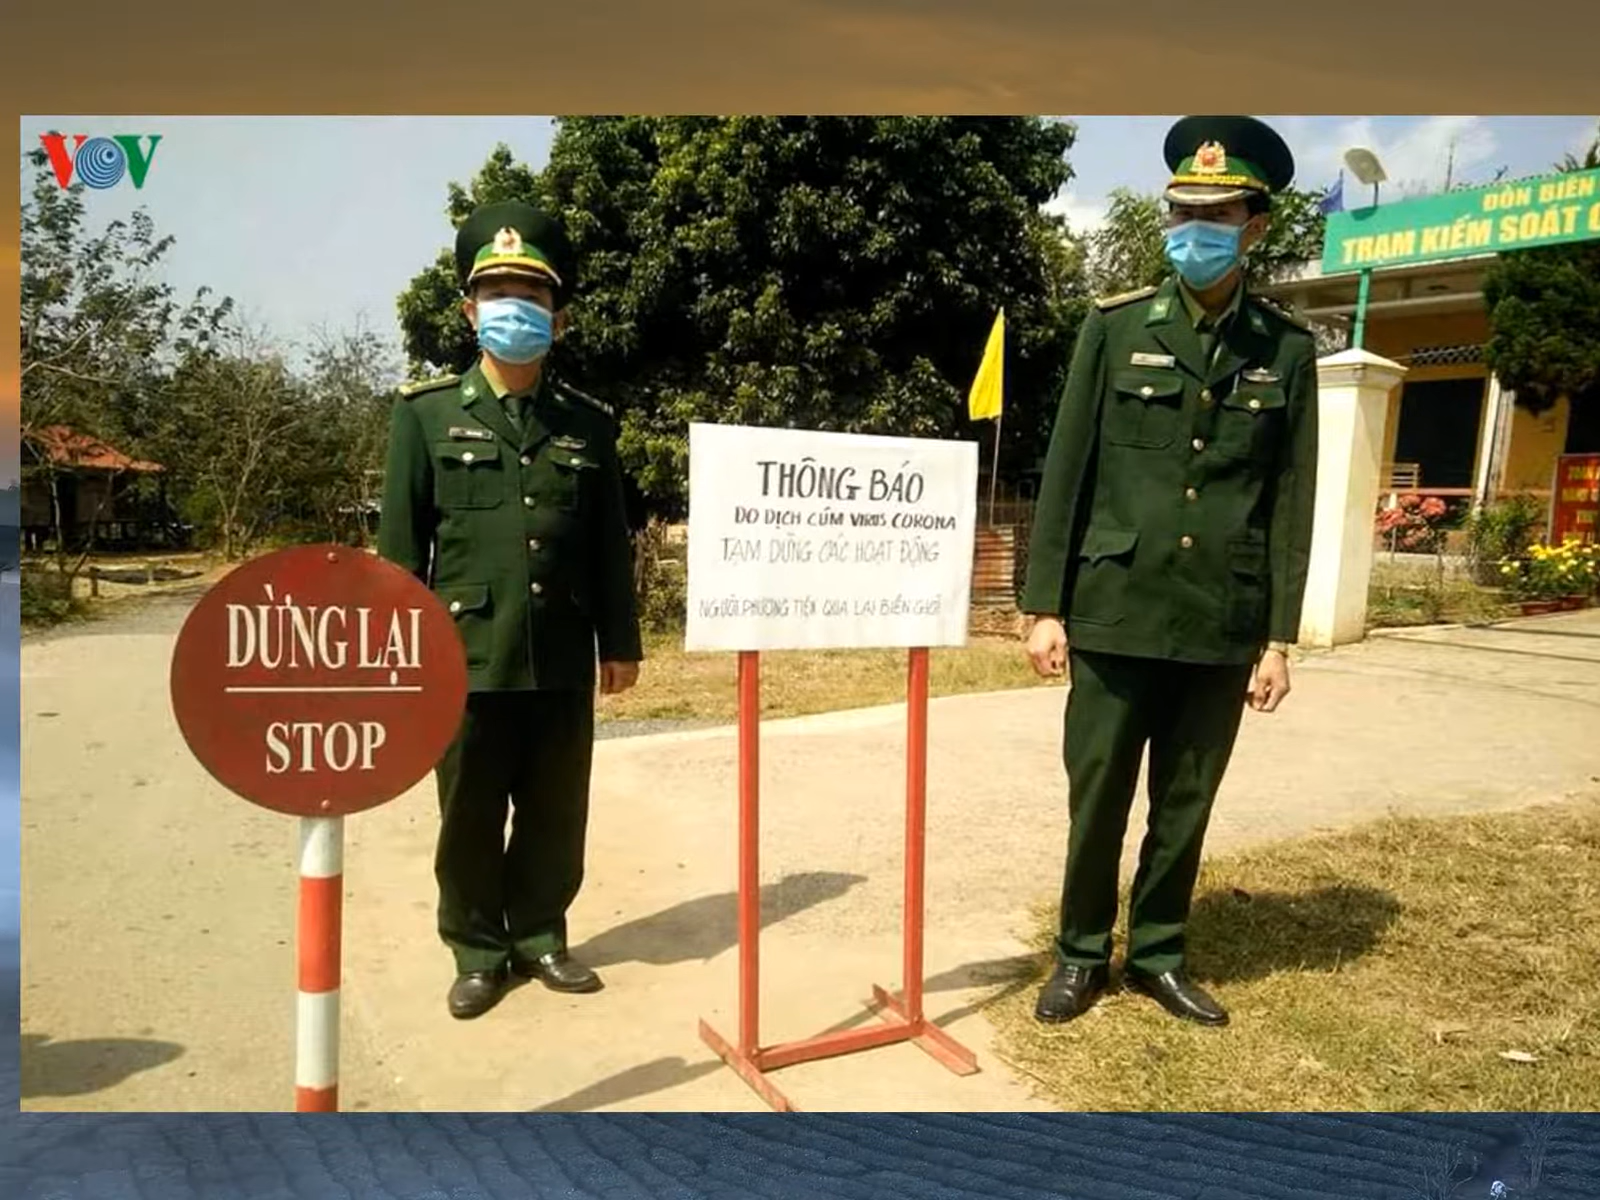 VOV
ĐỒN BIÊN
TRẠM KIỂM SOÁT
THÔNG BÁO
DO DỊCH CÚM VIRUS CORONA
TẠM DỪNG CÁC HOẠT ĐỘNG
NGƯỜI, PHƯƠNG TIỆN QUA LẠI BIÊN GIỚI
DỪNG LẠI
STOP